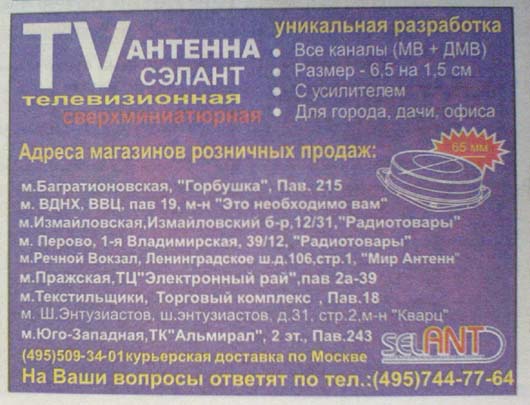 TV АНТЕННА
СЭЛАНТ
телевизионная
сверхминиатюрная
уникальная разработка
• Все каналы (МВ + ДМВ)
• Размер - 6,5 на 1,5 см
• С усилителем
• Для города, дачи, офиса
65 мм
Адреса магазинов розничных продаж:
м.Багратионовская, "Горбушка", Пав. 215
м. ВДНХ, ВВЦ, пав 19, м-н "Это необходимо вам"
м.Измайловская,Измайловский б-р,12/31,"Радиотовары"
м. Перово, 1-я Владимирская, 39/12, "Радиотовары"
м.Речной Вокзал, Ленинградское ш.д.106,стр.1, "Мир Антенн"
м.Пражская,ТЦ"Электронный рай",пав 2а-39
м.Текстильщики, Торговый комплекс , Пав.18
м. Ш.Энтузиастов, ш.энтузиастов, д.31, стр.2,м-н "Кварц"
м.Юго-Западная,ТК"Альмирал", 2 эт., Пав.243
selANT
(495)509-34-01курьерская доставка по Москве
На Ваши вопросы ответят по тел.:(495)744-77-64